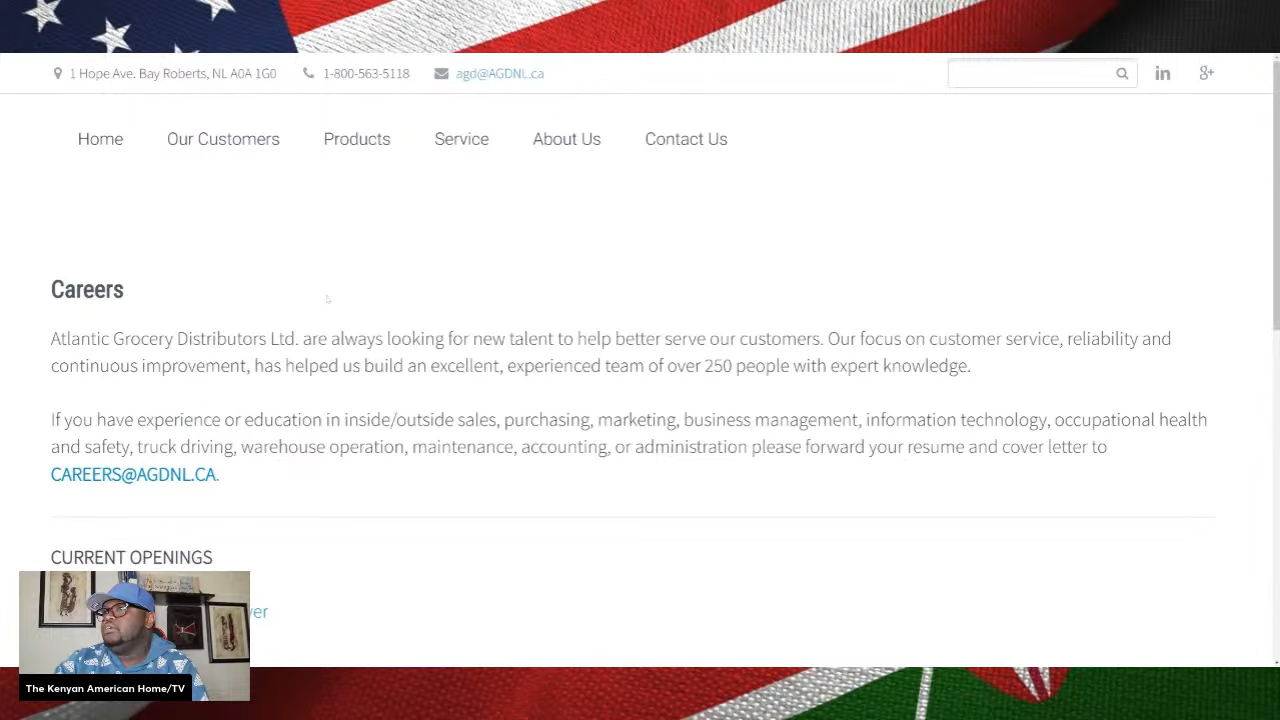 1 Hope Ave. Bay Roberts, NL A0A 1G0 1-800-563-5118 agd@AGDNL.ca
Home Our Customers Products Service About Us Contact Us
Careers
Atlantic Grocery Distributors Ltd. are always looking for new talent to help better serve our customers. Our focus on customer service, reliability and
continuous improvement, has helped us build an excellent, experienced team of over 250 people with expert knowledge.
If you have experience or education in inside/outside sales, purchasing, marketing, business management, information technology, occupational health
and safety, truck driving, warehouse operation, maintenance, accounting, or administration please forward your resume and cover letter to
CAREERS@AGDNL.CA.
CURRENT OPENINGS
The Kenyan American Home/TV